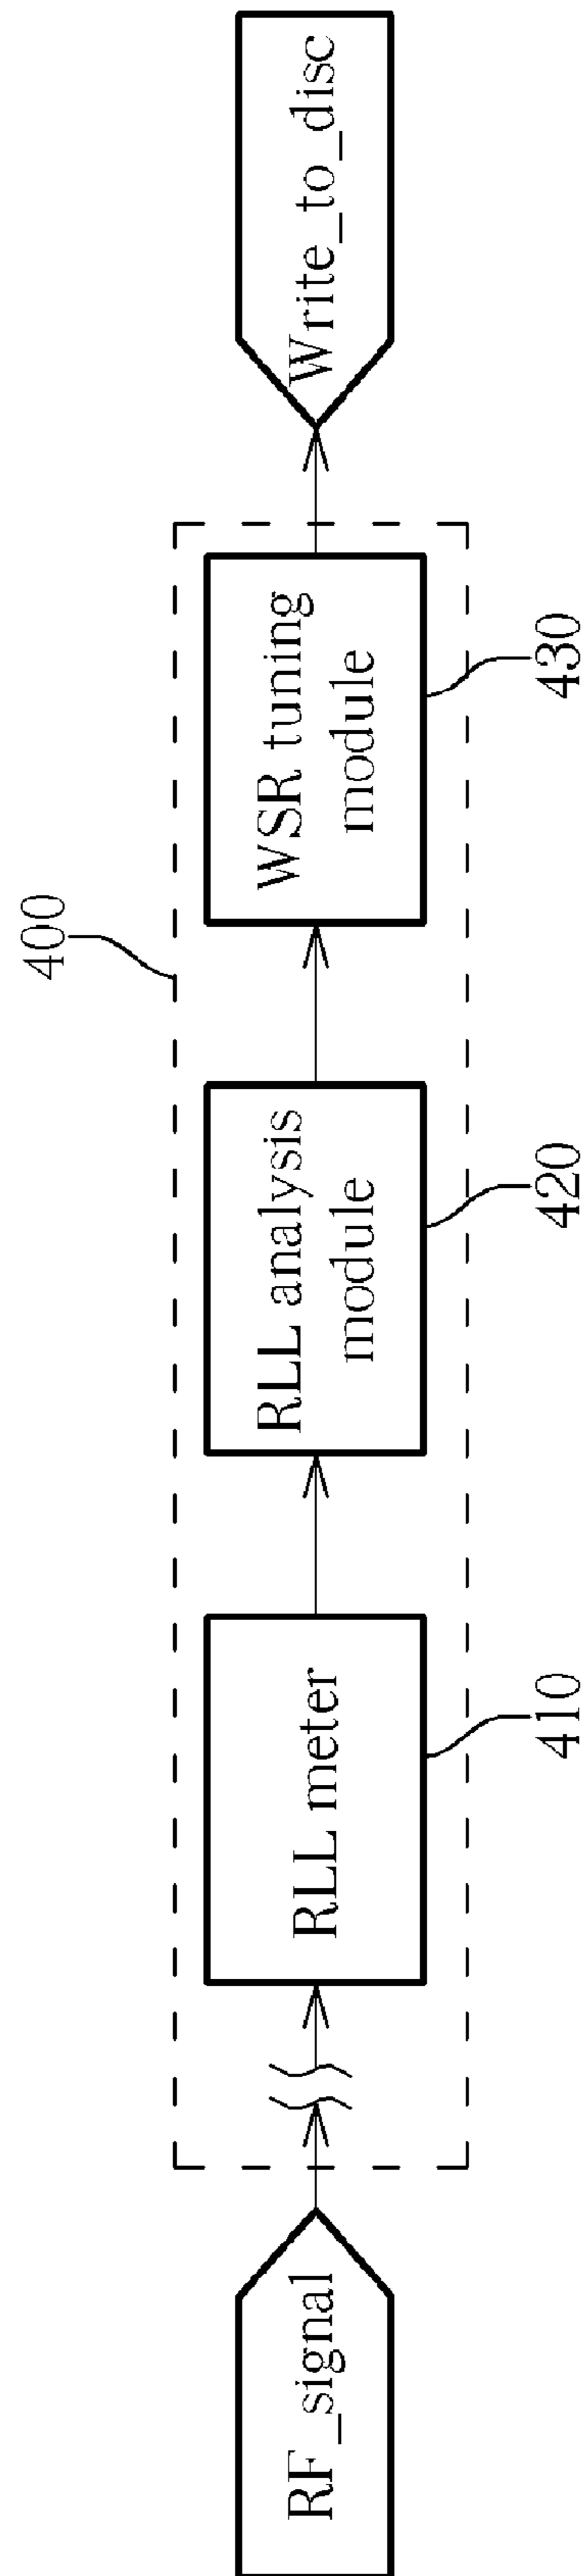 400
RF_signal
RLL meter
RLL analysis
module
WSR tuning
module
Write_to_disc
410
420
430